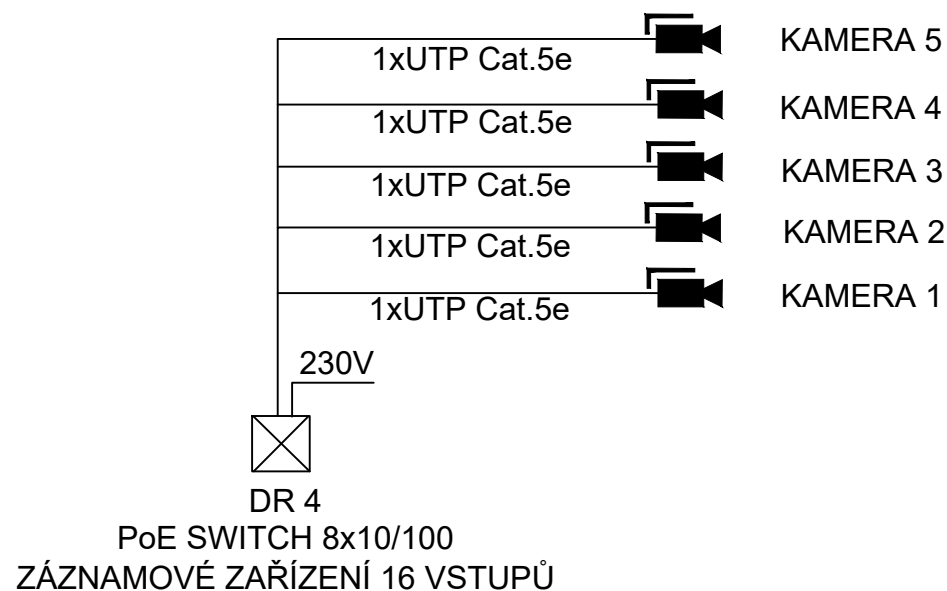 KAMERA 5
1xUTP Cat.5e
KAMERA 4
1xUTP Cat.5e
KAMERA 3
1xUTP Cat.5e
KAMERA 2
1xUTP Cat.5e
KAMERA 1
1xUTP Cat.5e
230V
DR 4
PoE SWITCH 8x10/100
ZÁZNAMOVÉ ZAŘÍZENÍ 16 VSTUPŮ